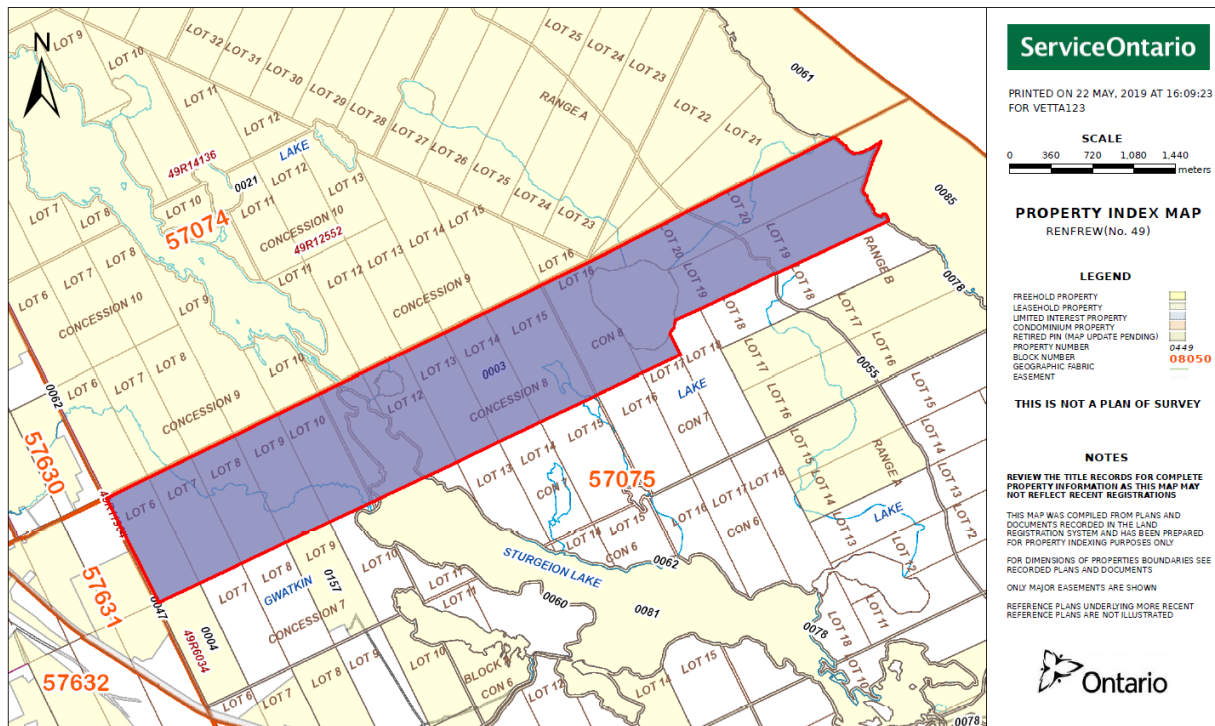 N
LOT 9
LOT 10
LOT 32
LOT 31
LOT 30
LOT 29
LOT 28
LOT 27
LOT 26
LOT 25
LOT 24
LOT 23
LOT 25
LOT 24
LOT 23
RANGE A
LOT 22
LOT 21
0061
LOT 11
LOT 12
49R14136
LAKE
0021
LOT 12
LOT 13
LOT 10
LOT 11
57074
CONCESSION 10
49R12552
LOT 7
LOT 8
LOT 11
LOT 12
LOT 13
LOT 14
LOT 15
LOT 16
CONCESSION 9
LOT 6
LOT 7
LOT 8
CONCESSION 10
LOT 9
LOT 10
LOT 6
LOT 7
LOT 8
CONCESSION 9
0062
57630
LOT 6
LOT 7
LOT 8
LOT 9
LOT 10
LOT 12
LOT 13
LOT 14
LOT 15
LOT 16
0003
CONCESSION 8
CON 8
LOT 20
LOT 19
LOT 20
LOT 19
0085
0078
RANGE B
LOT 18
LOT 18
LOT 17
LOT 16
0055
LOT 17
LOT 18
LOT 16
LAKE
CON 7
LOT 13
LOT 14
LOT 15
CON 7
57075
LOT 14
LOT 15
CON 6
LOT 16
LOT 17
LOT 18
CON 6
LOT 16
LOT 15
LOT 14
LOT 13
LOT 12
RANGE A
LAKE
LOT 15
LOT 14
LOT 13
LOT 12
LOT 11
0062
STURGEION LAKE
0060
0081
0078
57631
0047
49R6034
0004
LOT 7
LOT 8
LOT 9
LOT 10
GWATKIN
0157
CONCESSION 7
LOT 11
LOT 11
57632
LOT 6
LOT 7
LOT 8
LOT 9
LOT 10
CON 6
LOT 12
LOT 14
LOT 15
LOT 18
LOT 10
0078
ServiceOntario
PRINTED ON 22 MAY, 2019 AT 16:09:23
FOR VETTA123
SCALE
0 360 720 1,080 1,440
meters
PROPERTY INDEX MAP
RENFREW(No. 49)
LEGEND
FREEHOLD PROPERTY
LEASEHOLD PROPERTY
LIMITED INTEREST PROPERTY
CONDOMINIUM PROPERTY
RETIRED PIN (MAP UPDATE PENDING)
PROPERTY NUMBER 0449
BLOCK NUMBER 08050
GEOGRAPHIC FABRIC
EASEMENT
THIS IS NOT A PLAN OF SURVEY
NOTES
REVIEW THE TITLE RECORDS FOR COMPLETE
PROPERTY INFORMATION AS THIS MAP MAY
NOT REFLECT RECENT REGISTRATIONS
THIS MAP WAS COMPILED FROM PLANS AND
DOCUMENTS RECORDED IN THE LAND
REGISTRATION SYSTEM AND HAS BEEN PREPARED
FOR PROPERTY INDEXING PURPOSES ONLY
FOR DIMENSIONS OF PROPERTIES BOUNDARIES SEE
RECORDED PLANS AND DOCUMENTS
ONLY MAJOR EASEMENTS ARE SHOWN
REFERENCE PLANS UNDERLYING MORE RECENT
REFERENCE PLANS ARE NOT ILLUSTRATED
Ontario